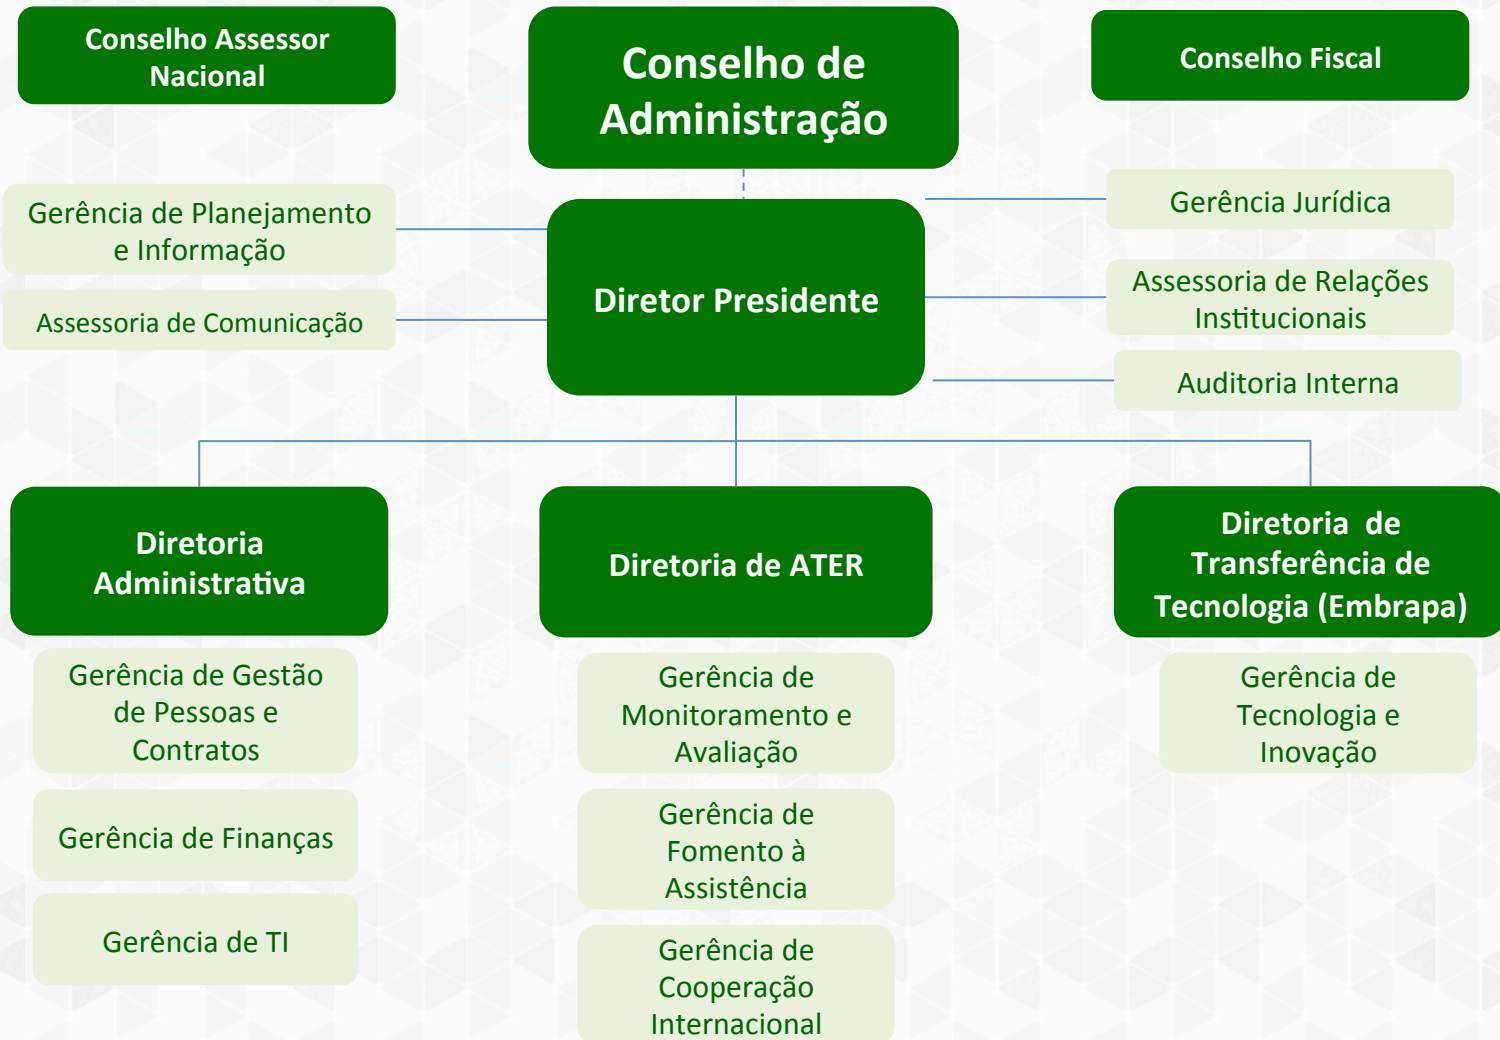 Conselho Assessor
Nacional
Conselho de
Administração
Conselho Fiscal
Gerência de Planejamento
e Informação
Assessoria de Comunicação
Diretor Presidente
Gerência Jurídica
Assessoria de Relações
Institucionais
Auditoria Interna
Diretoria
Administrativa
Gerência de Gestão
de Pessoas e
Contratos
Gerência de Finanças
Gerência de TI
Diretoria de ATER
Gerência de
Monitoramento e
Avaliação
Gerência de
Fomento à
Assistência
Gerência de
Cooperação
Internacional
Diretoria de
Transferência de
Tecnologia (Embrapa)
Gerência de
Tecnologia e
Inovação